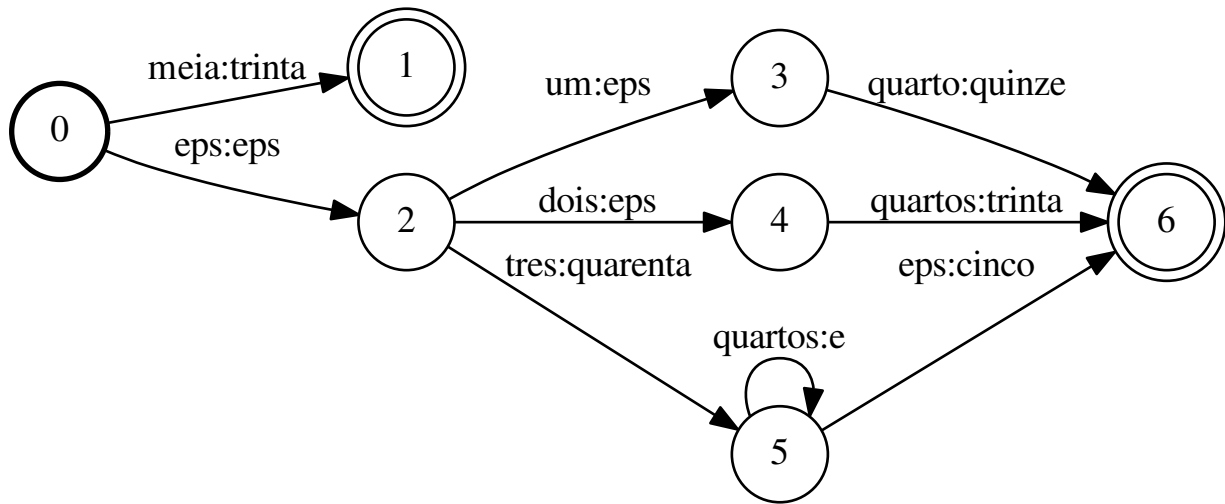 0
meia:trinta
1
eps:eps
2
um:eps
3
quarto:quinze
dois:eps
4
quartos:trinta
6
tres:quarenta
eps:cinco
quartos:e
5